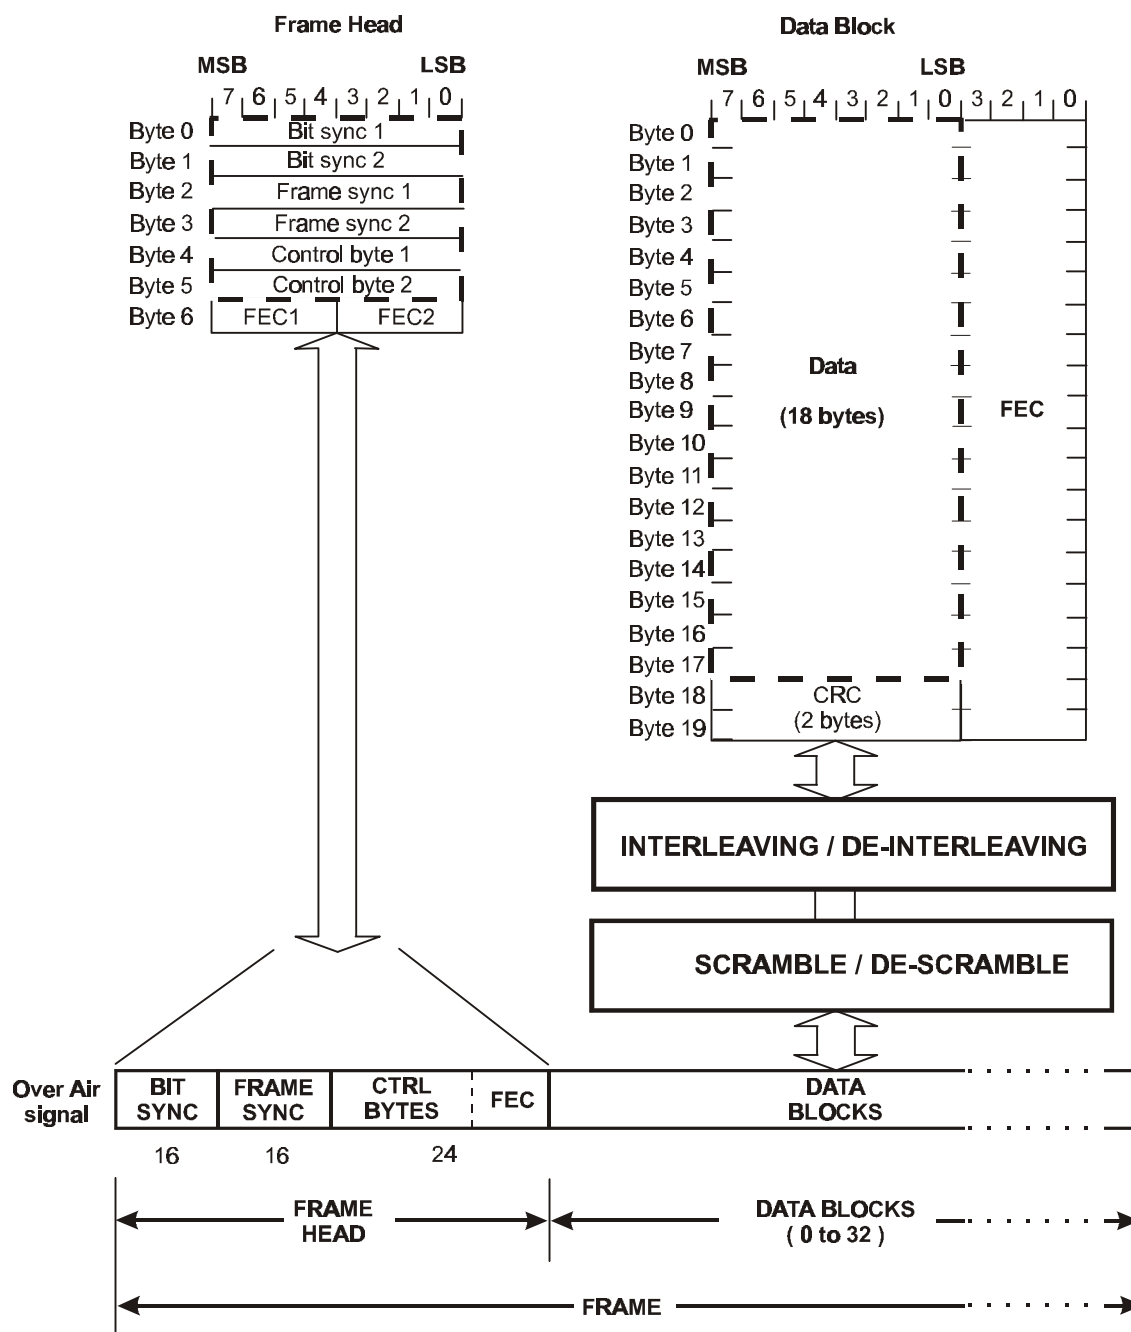 Frame Head
MSB LSB
7 6 5 4 3 2 1 0
Byte 0 Bit sync 1
Byte 1 Bit sync 2
Byte 2 Frame sync 1
Byte 3 Frame sync 2
Byte 4 Control byte 1
Byte 5 Control byte 2
Byte 6 FEC1 FEC2
Data Block
MSB LSB
7 6 5 4 3 2 1 0 3 2 1 0
Byte 0
Byte 1
Byte 2
Byte 3
Byte 4
Byte 5
Byte 6
Byte 7
Byte 8
Byte 9
Byte 10
Byte 11
Byte 12
Byte 13
Byte 14
Byte 15
Byte 16
Byte 17
Byte 18
Byte 19
Data
(18 bytes)
FEC
CRC
(2 bytes)
INTERLEAVING / DE-INTERLEAVING
SCRAMBLE / DE-SCRAMBLE
Over Air
signal
BIT
SYNC
FRAME
SYNC
CTRL
BYTES
FEC
DATA
BLOCKS
16 16 24
FRAME
HEAD
DATA BLOCKS
( 0 to 32 )
FRAME